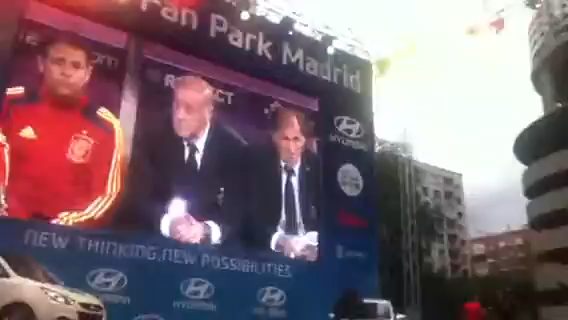 Fan Park Madrid
RESPECT
HYUNDAI
NEW THINKING. NEW POSSIBILITIES.
HYUNDAI
HYUNDAI
HYUNDAI